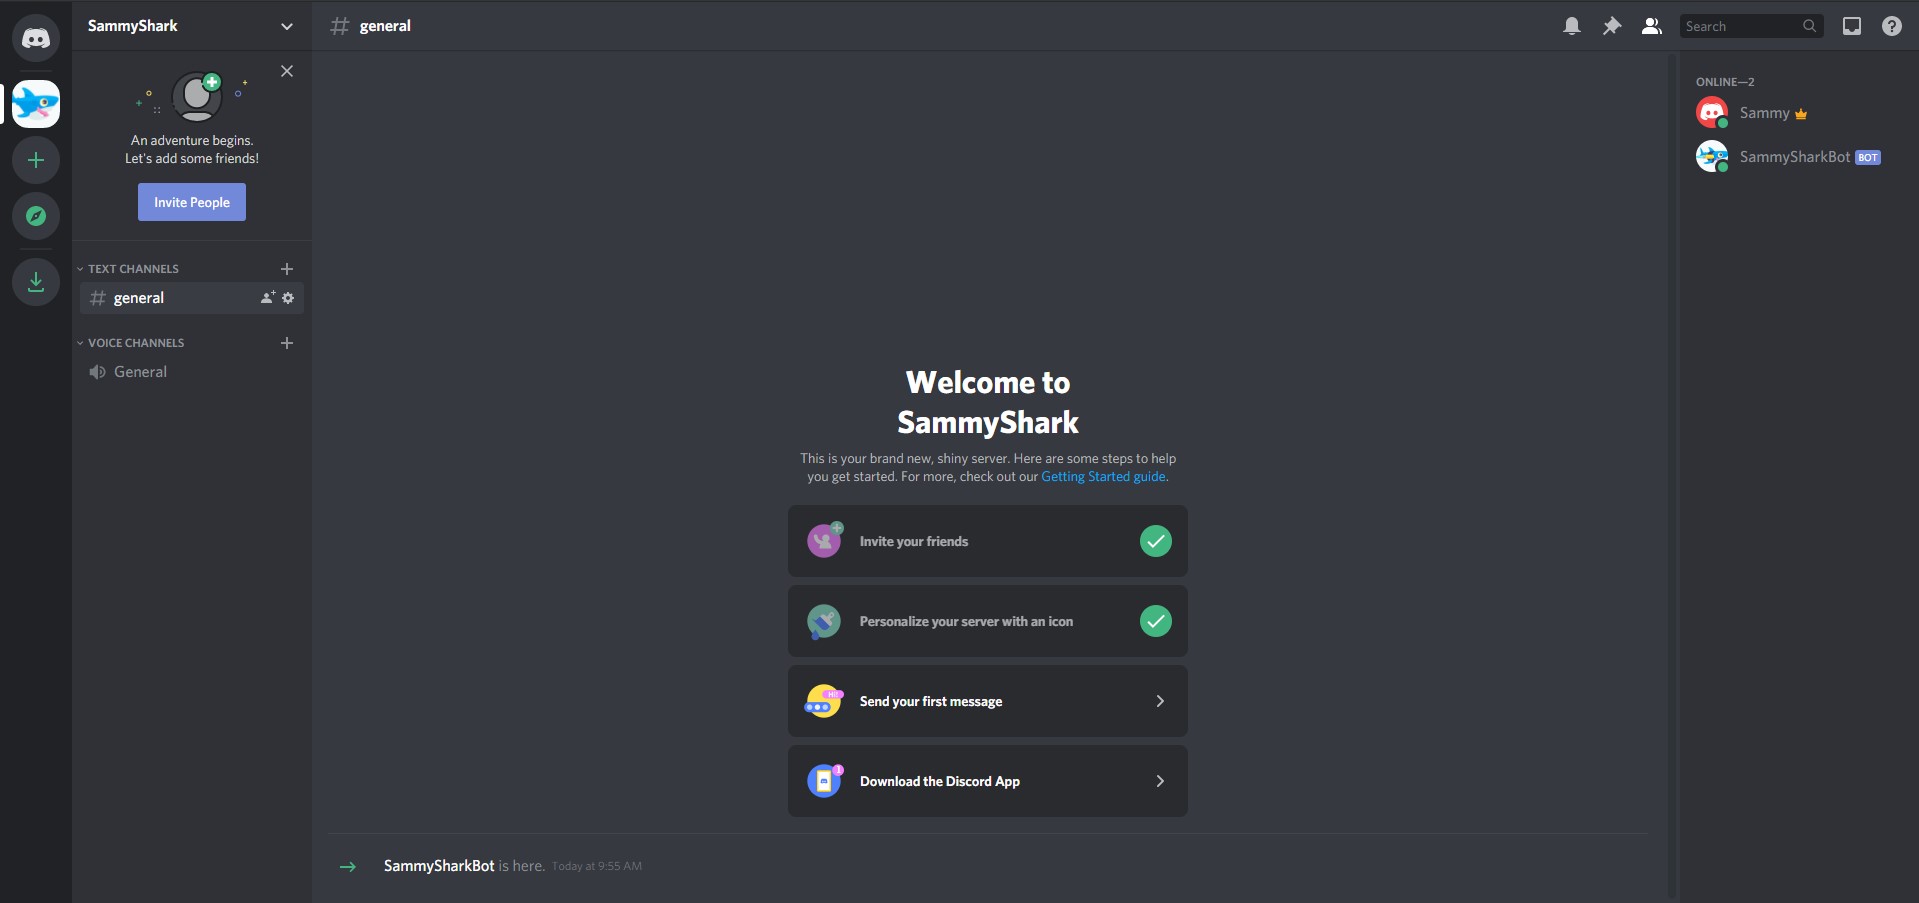 SammyShark
An adventure begins.
Let's add some friends!
Invite People
TEXT CHANNELS
general
VOICE CHANNELS
General
# general
Search
Welcome to
SammyShark
This is your brand new, shiny server. Here are some steps to help
you get started. For more, check out our Getting Started guide.
Invite your friends
Personalize your server with an icon
Hi!
Send your first message
1
Download the Discord App
SammySharkBot is here. Today at 9:55 AM
ONLINE—2
Sammy
SammySharkBot BOT